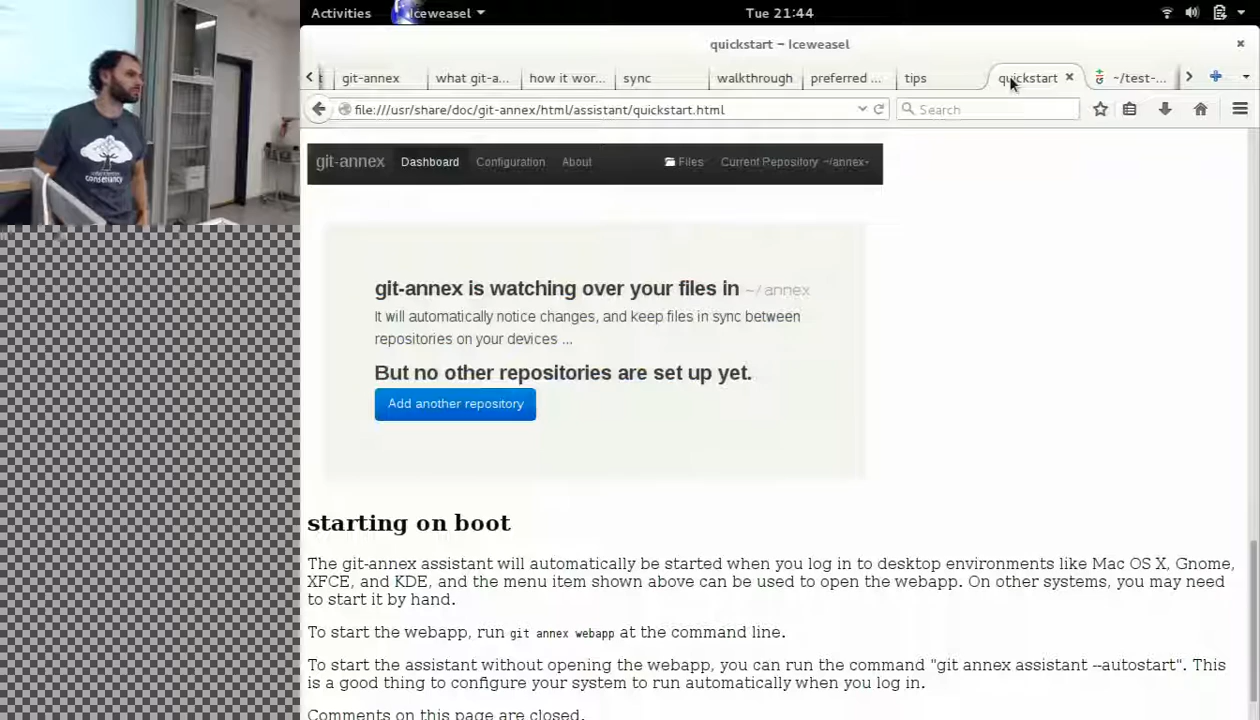 Activities
Iceweasel
Tue 21:44
quickstart – Iceweasel
t
git-annex
what git-a...
how it wor...
sync
walkthrough
preferred ...
tips
quickstart
~/test-...
file:///usr/share/doc/git-annex/html/assistant/quickstart.html
Search
git-annex
Dashboard
Configuration
About
Files
Current Repository ~/annex
git-annex is watching over your files in ~/annex
It will automatically notice changes, and keep files in sync between
repositories on your devices ...
But no other repositories are set up yet.
Add another repository
conservancy
starting on boot
The git-annex assistant will automatically be started when you log in to desktop environments like Mac OS X, Gnome,
XFCE, and KDE, and the menu item shown above can be used to open the webapp. On other systems, you may need
to start it by hand.
To start the webapp, run git annex webapp at the command line.
To start the assistant without opening the webapp, you can run the command "git annex assistant --autostart". This
is a good thing to configure your system to run automatically when you log in.
Comments on this page are closed.